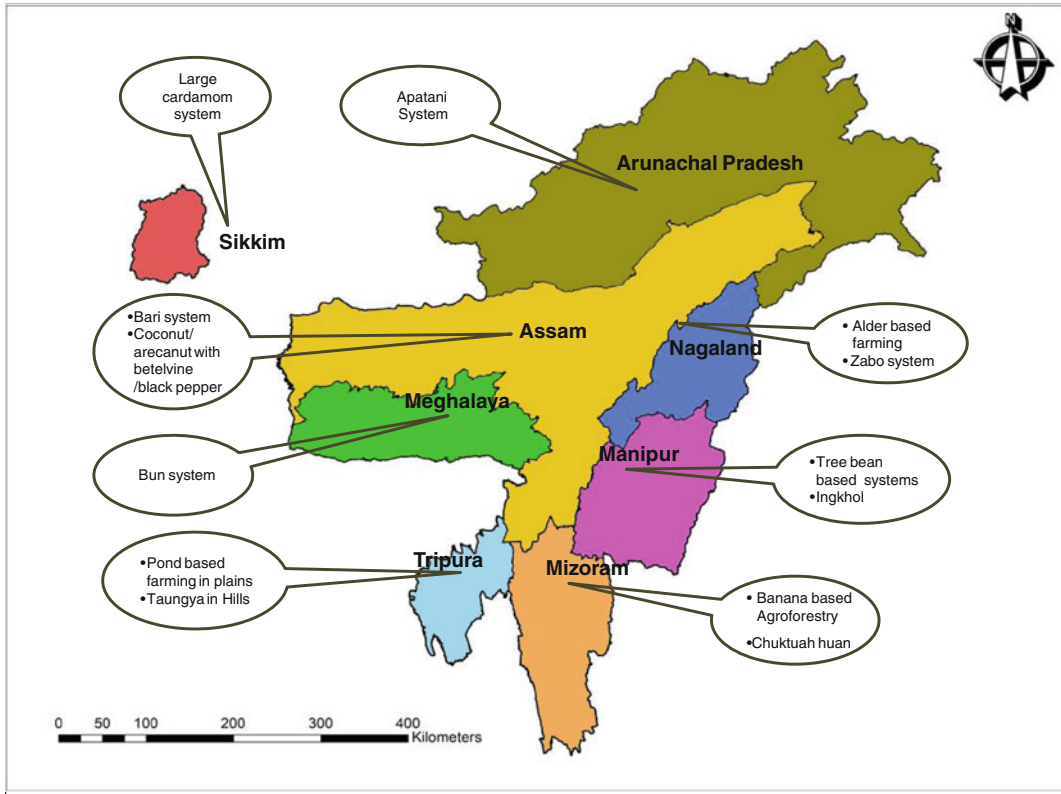 Large
cardamom
system
Apatani
System
Arunachal Pradesh
Sikkim
•Bari system
•Coconut/
arecanut with
betelvine
/black pepper
Assam
Nagaland
• Alder based
farming
• Zabo system
Meghalaya
Bun system
Manipur
•Tree bean
based systems
•Ingkhol
•Pond based
farming in plains
•Taungya in Hills
Tripura
Mizoram
• Banana based
Agroforestry
•Chuktuah huan
0 50 100 200 300 400
Kilometers